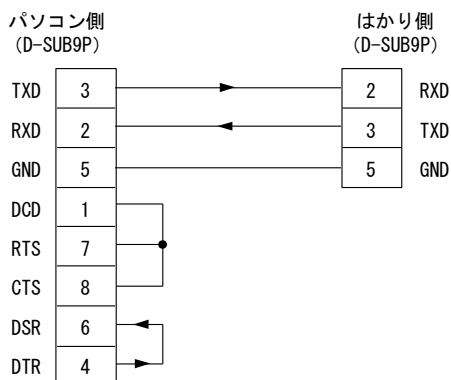 パソコン側 はかり側
(D-SUB9P) (D-SUB9P)
TXD 3 2 RXD
RXD 2 3 TXD
GND 5 5 GND
DCD 1
RTS 7
CTS 8
DSR 6
DTR 4